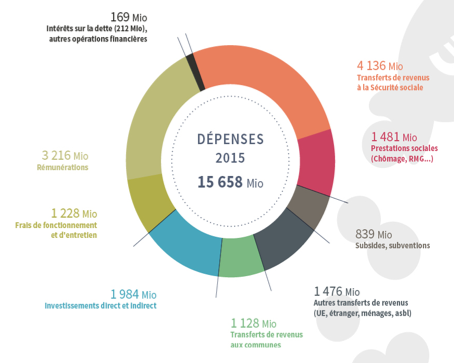 169 Mio
Intérêts sur la dette (212 Mio),
autres opérations financières
4 136 Mio
Transferts de revenus
à la Sécurité sociale
DÉPENSES
2015
15 658 Mio
1 481 Mio
Prestations sociales
(Chômage, RMG...)
3 216 Mio
Rémunérations
1 228 Mio
Frais de fonctionnement
et d'entretien
839 Mio
Subsides, subventions
1 984 Mio
Investissements direct et indirect
1 476 Mio
Autres transferts de revenus
(UE, étranger, ménages, asbl)
1 128 Mio
Transferts de revenus
aux communes